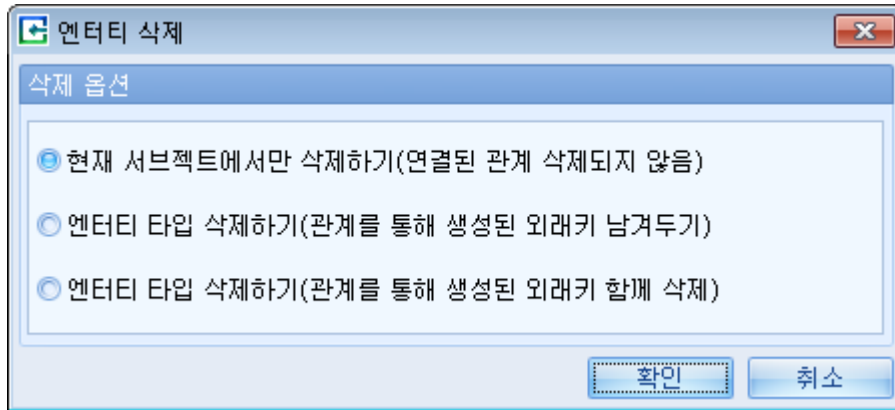 엔터티 삭제
삭제 옵션
현재 서브젝트에서만 삭제하기(연결된 관계 삭제되지 않음)
엔터티 타입 삭제하기(관계를 통해 생성된 외래키 남겨두기)
엔터티 타입 삭제하기(관계를 통해 생성된 외래키 함께 삭제)
확인 취소